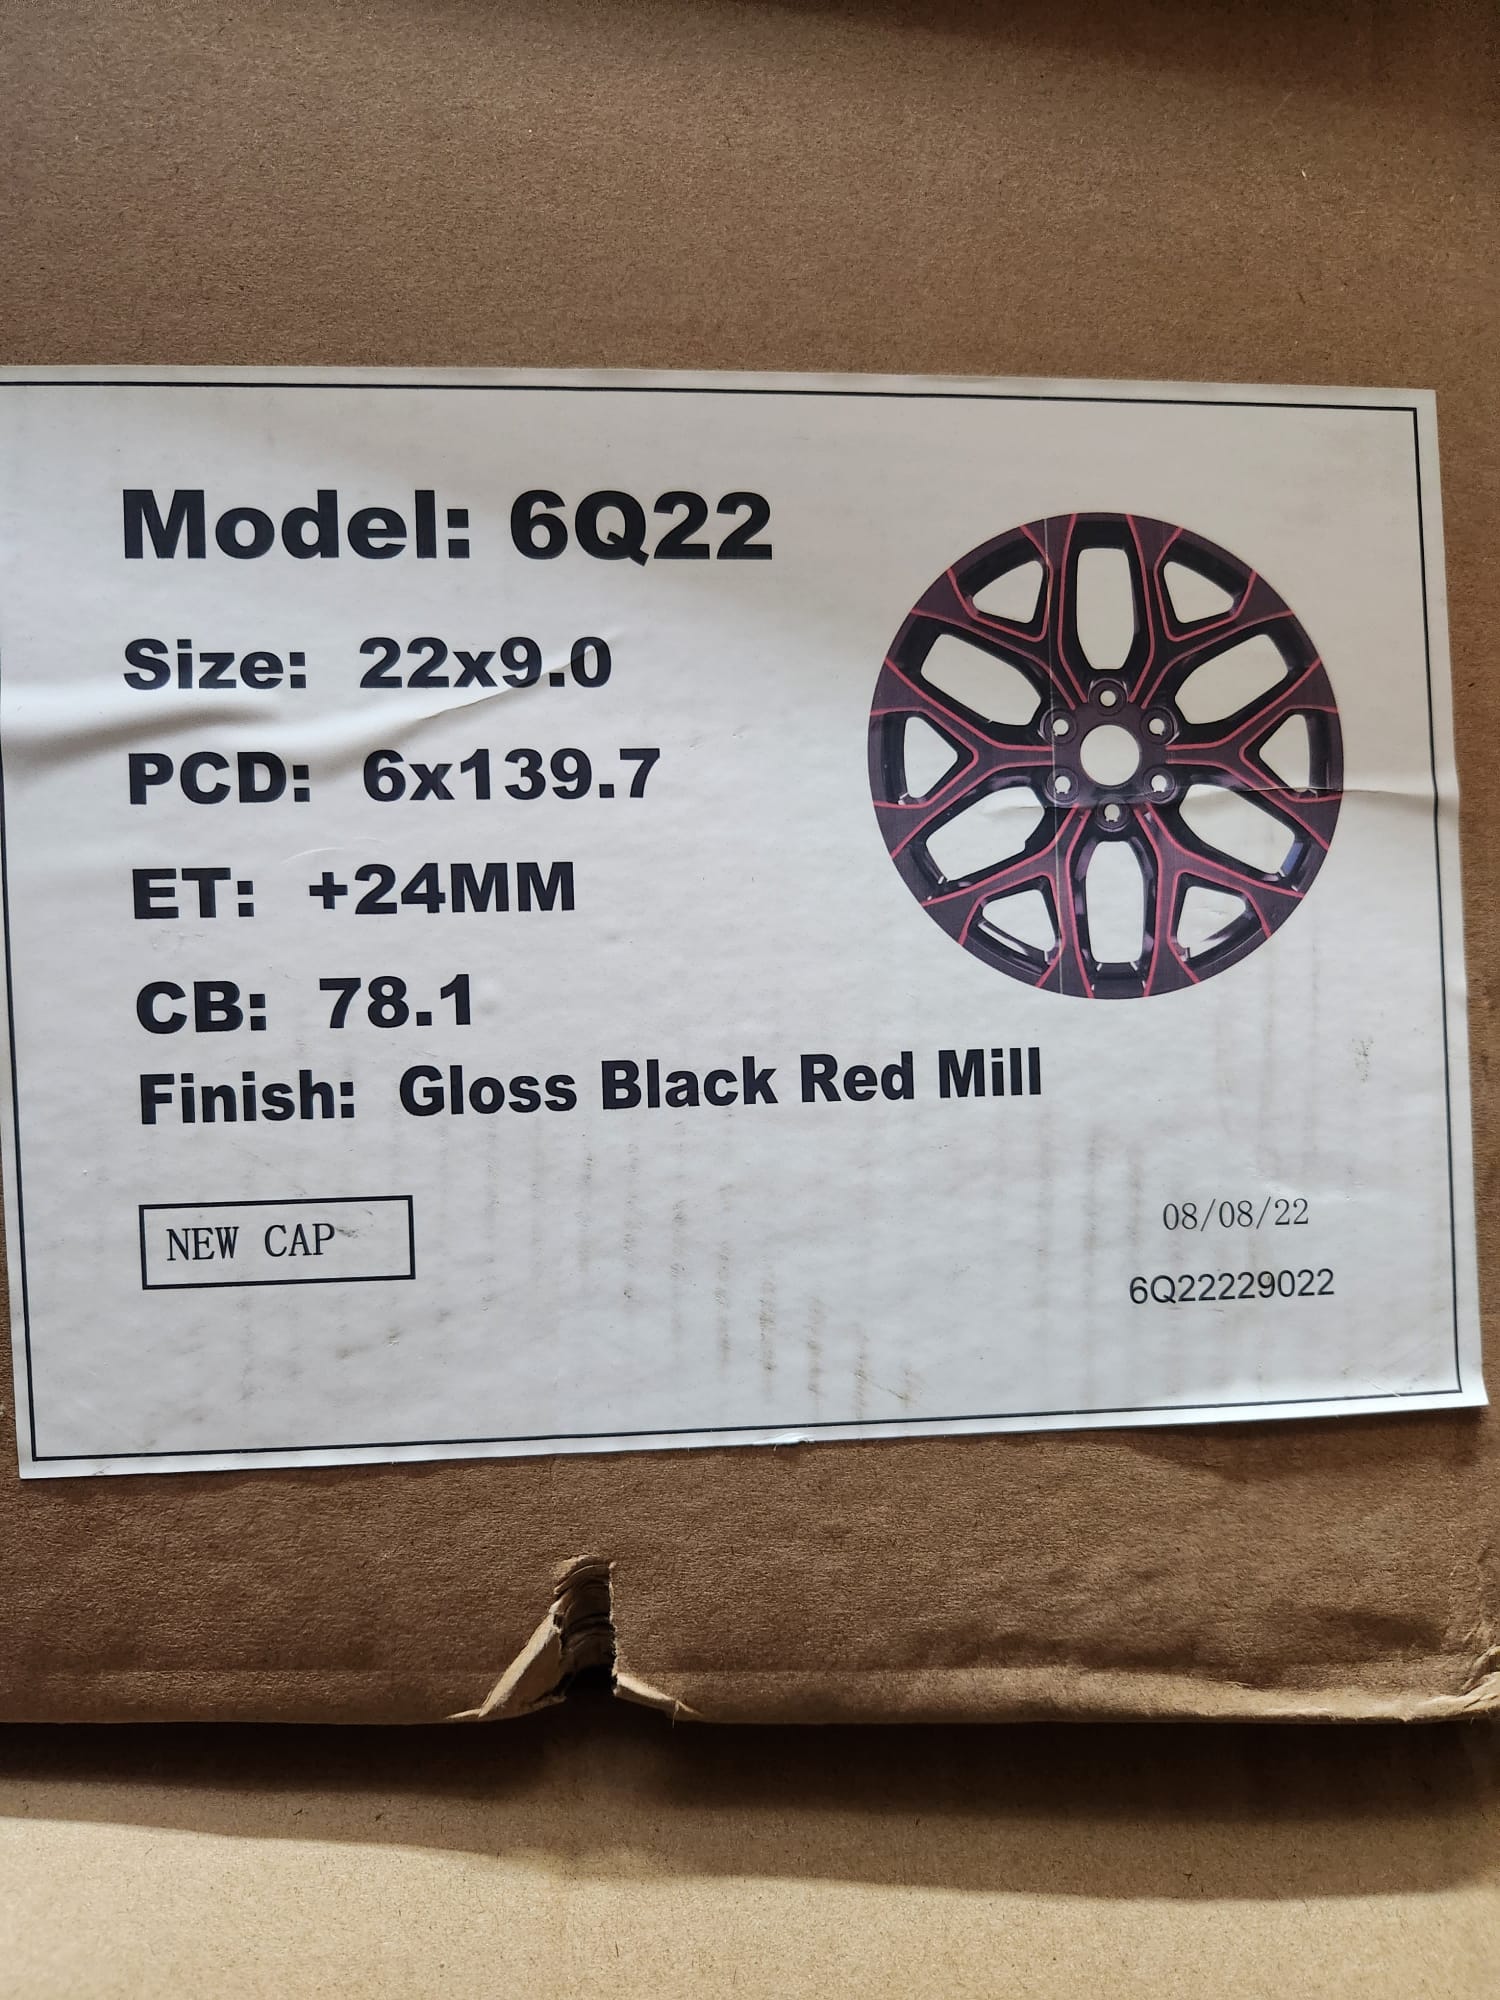 Model: 6Q22
Size: 22x9.0
PCD: 6x139.7
ET: +24MM
CB: 78.1
Finish: Gloss Black Red Mill
NEW CAP
08/08/22
6Q22229022